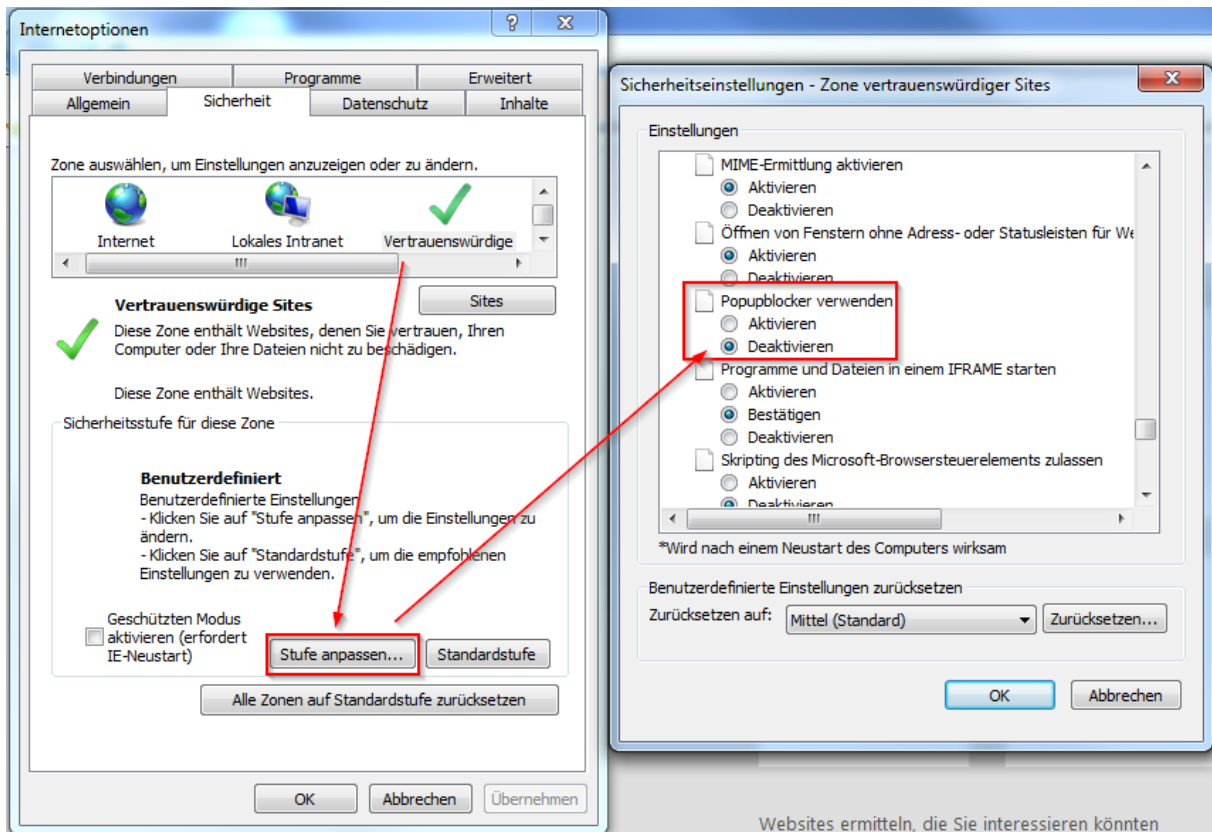 Internetoptionen
Verbindungen
Programme
Erweitert
Allgemein
Sicherheit
Datenschutz
Inhalte
Zone auswählen, um Einstellungen anzuzeigen oder zu ändern.
Internet
Lokales Intranet
Vertrauenswürdige
Vertrauenswürdige Sites
Sites
Diese Zone enthält Websites, denen Sie vertrauen, Ihren
Computer oder Ihre Dateien nicht zu beschädigen.
Diese Zone enthält Websites.
Sicherheitsstufe für diese Zone
Benutzerdefiniert
Benutzerdefinierte Einstellungen
- Klicken Sie auf "Stufe anpassen", um die Einstellungen zu
ändern.
- Klicken Sie auf "Standardstufe", um die empfohlenen
Einstellungen zu verwenden.
Geschützten Modus
aktivieren (erfordert
IE-Neustart)
Stufe anpassen...
Standardstufe
Alle Zonen auf Standardstufe zurücksetzen
OK
Abbrechen
Übernehmen
Sicherheitseinstellungen - Zone vertrauenswürdiger Sites
Einstellungen
MIME-Ermittlung aktivieren
Aktivieren
Deaktivieren
Öffnen von Fenstern ohne Adress- oder Statusleisten für We
Aktivieren
Deaktivieren
Popupblocker verwenden
Aktivieren
Deaktivieren
Programme und Dateien in einem IFRAME starten
Aktivieren
Bestätigen
Deaktivieren
Skripting des Microsoft-Browsersteuerelements zulassen
Aktivieren
Deaktivieren
*Wird nach einem Neustart des Computers wirksam
Benutzerdefinierte Einstellungen zurücksetzen
Zurücksetzen auf:
Mittel (Standard)
Zurücksetzen...
OK
Abbrechen
Websites ermitteln, die Sie interessieren könnten